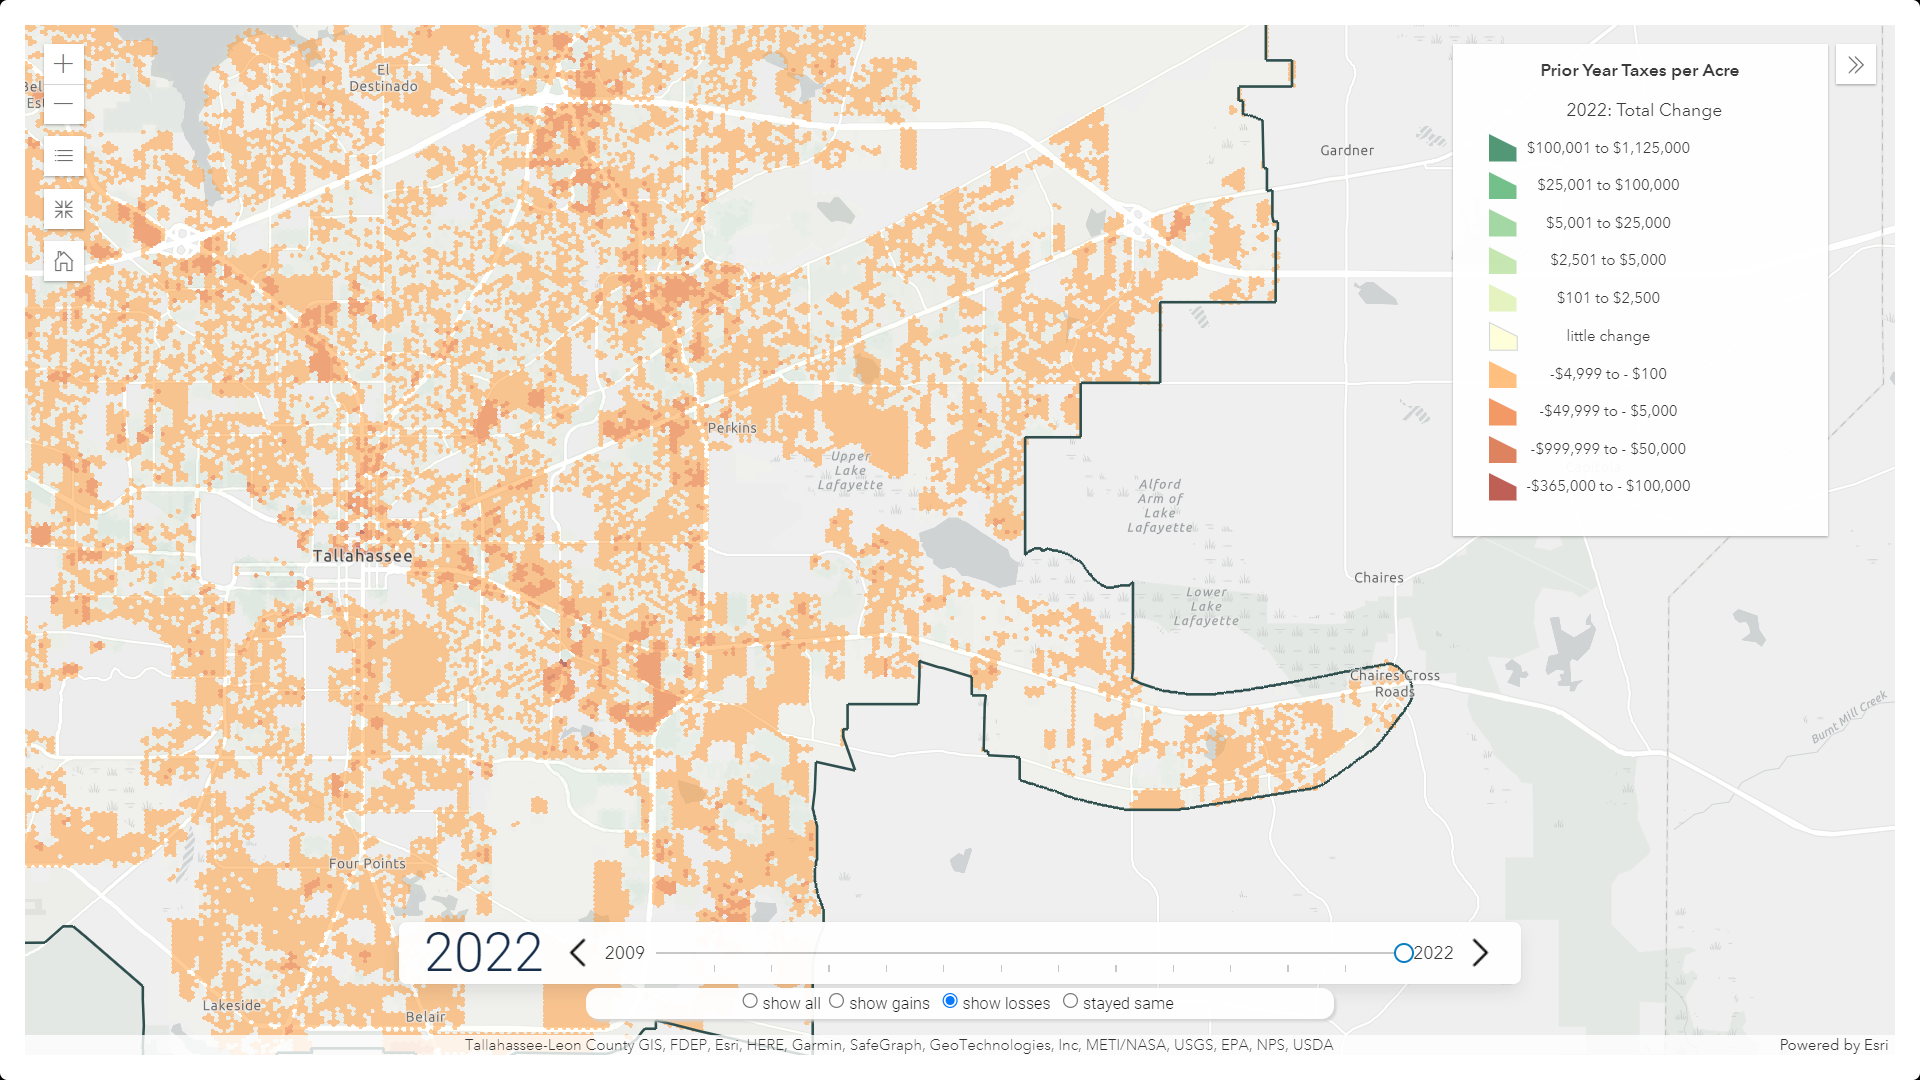 El
Destinado
Bel
Est
Gardner
Perkins
Upper
Lake
Lafayette
Alford
Arm of
Lake
Lafayette
Tallahassee
Chaires
Lower
Lake
Lafayette
Chaires Cross
Roads
Burnt Mill Creek
Four Points
Lakeside
Belair
Prior Year Taxes per Acre
2022: Total Change
$100,001 to $1,125,000
$25,001 to $100,000
$5,001 to $25,000
$2,501 to $5,000
$101 to $2,500
little change
-$4,999 to - $100
-$49,999 to - $5,000
-$999,999 to - $50,000
-$365,000 to - $100,000
2022
2009
2022
show all show gains show losses stayed same
Tallahassee-Leon County GIS, FDEP, Esri, HERE, Garmin, SafeGraph, GeoTechnologies, Inc, METI/NASA, USGS, EPA, NPS, USDA
Powered by Esri